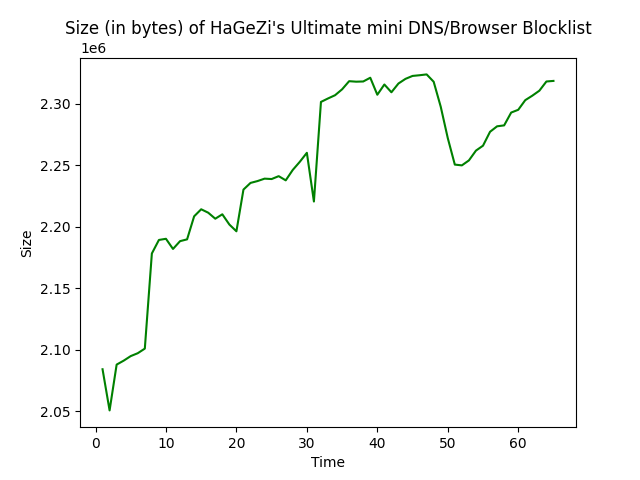 Size (in bytes) of HaGeZi's Ultimate mini DNS/Browser Blocklist
1e6
2.30
2.25
2.20
2.15
2.10
2.05
Size
0 10 20 30 40 50 60
Time